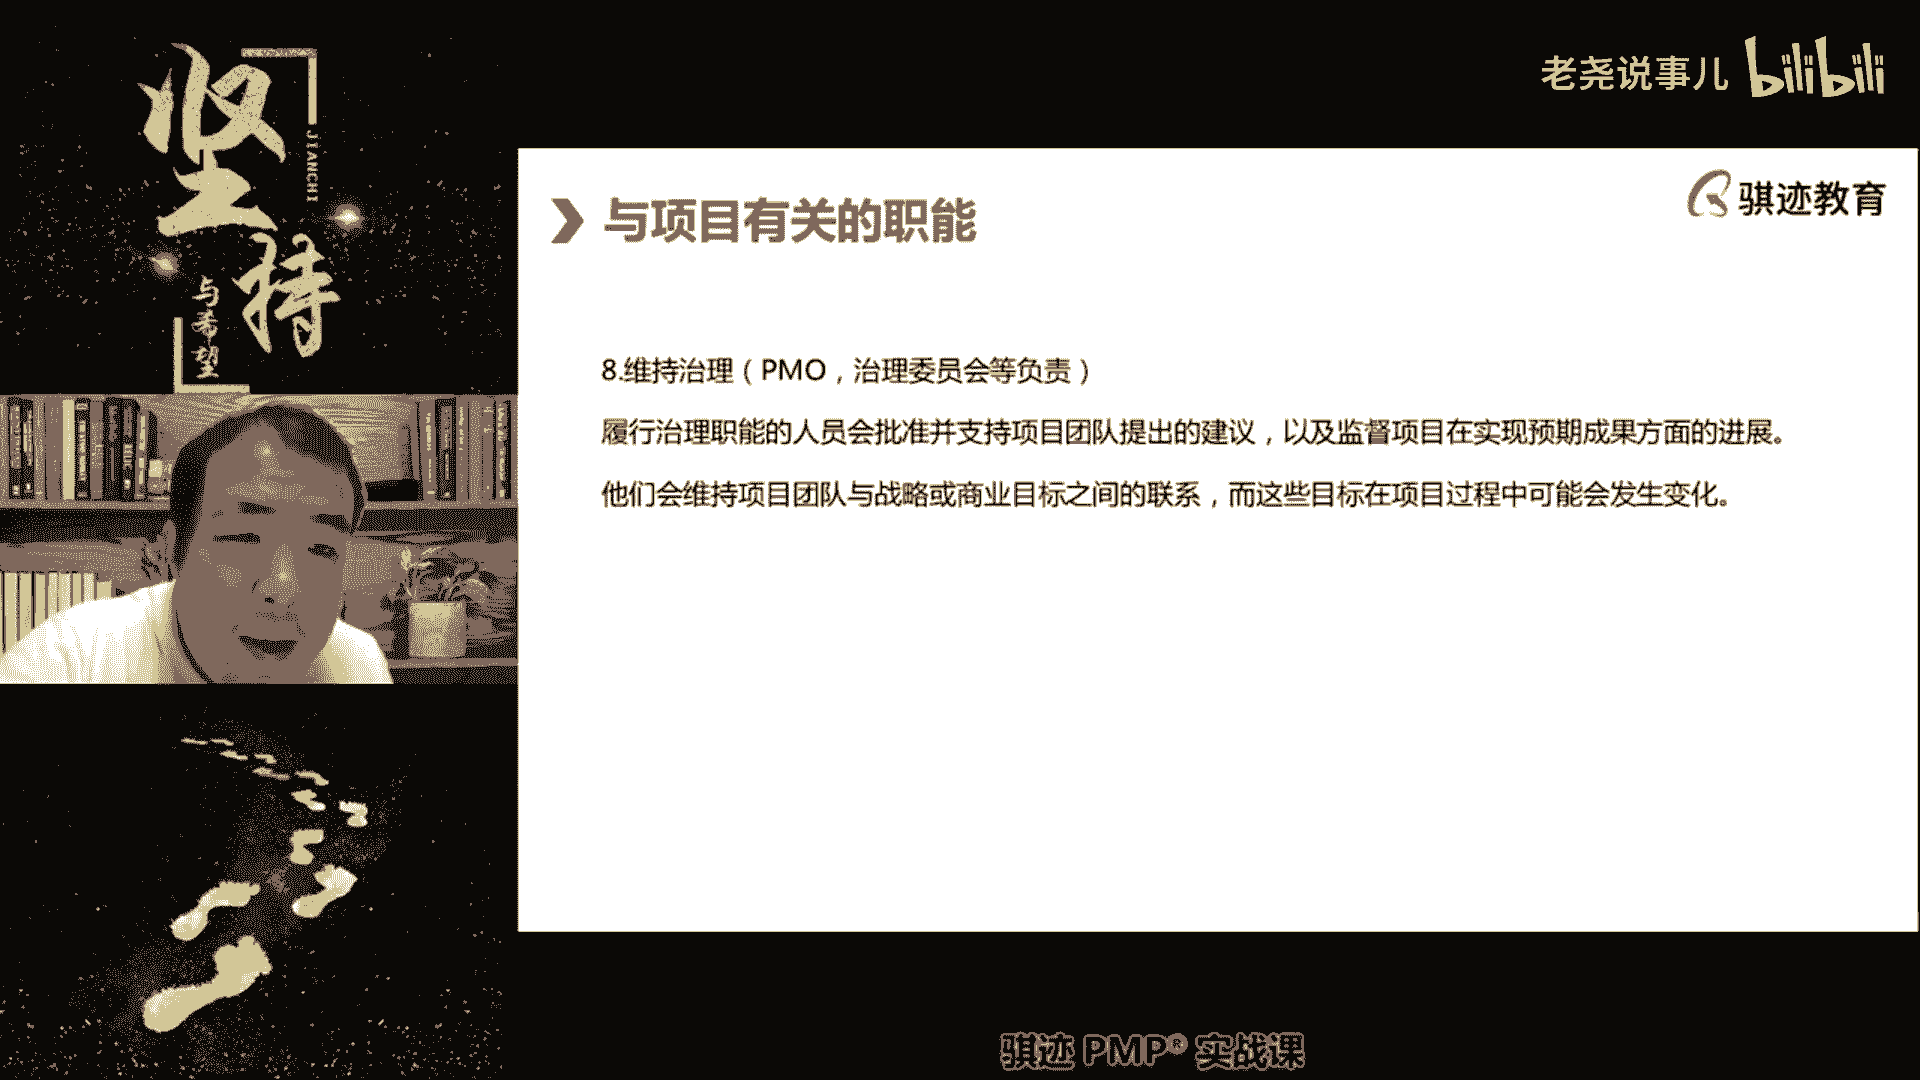 坚持
JIANCHI
与希望
老尧说事儿 bilibili
骐迹教育
与项目有关的职能
8.维持治理（PMO，治理委员会等负责）
履行治理职能的人员会批准并支持项目团队提出的建议，以及监督项目在实现预期成果方面的进展。
他们会维持项目团队与战略或商业目标之间的联系，而这些目标在项目过程中可能会发生变化。
骐迹 PMP® 实战课